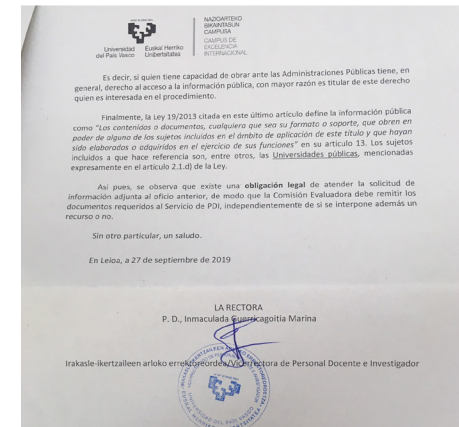 Universidad
del País Vasco
Euskal Herriko
Unibertsitatea
NAZIOARTEKO
BIKAINTASUN
CAMPUSA
CAMPUS DE
EXCELENCIA
INTERNACIONAL
Es decir, si quien tiene capacidad de obrar ante las Administraciones Públicas tiene, en
general, derecho al acceso a la información pública, con mayor razón es titular de este derecho
quien es interesada en el procedimiento.
Finalmente, la Ley 19/2013 citada en este último artículo define la información pública
como "Los contenidos o documentos, cualquiera que sea su formato o soporte, que obren en
poder de alguno de los sujetos incluidos en el ámbito de aplicación de este título y que hayan
sido elaborados o adquiridos en el ejercicio de sus funciones" en su artículo 13. Los sujetos
incluidos a que hace referencia son, entre otros, las Universidades públicas, mencionadas
expresamente en el artículo 2.1.d) de la Ley.
Así pues, se observa que existe una obligación legal de atender la solicitud de
información adjunta al oficio anterior, de modo que la Comisión Evaluadora debe remitir los
documentos requeridos al Servicio de PDI, independientemente de si se interpone además un
recurso o no.
Sin otro particular, un saludo.
En Leioa, a 27 de septiembre de 2019
LA RECTORA
P. D., Inmaculada Guerricagoitia Marina
Irakasle-ikertzaileen arloko errektoreordea/Vicerrectora de Personal Docente e Investigador